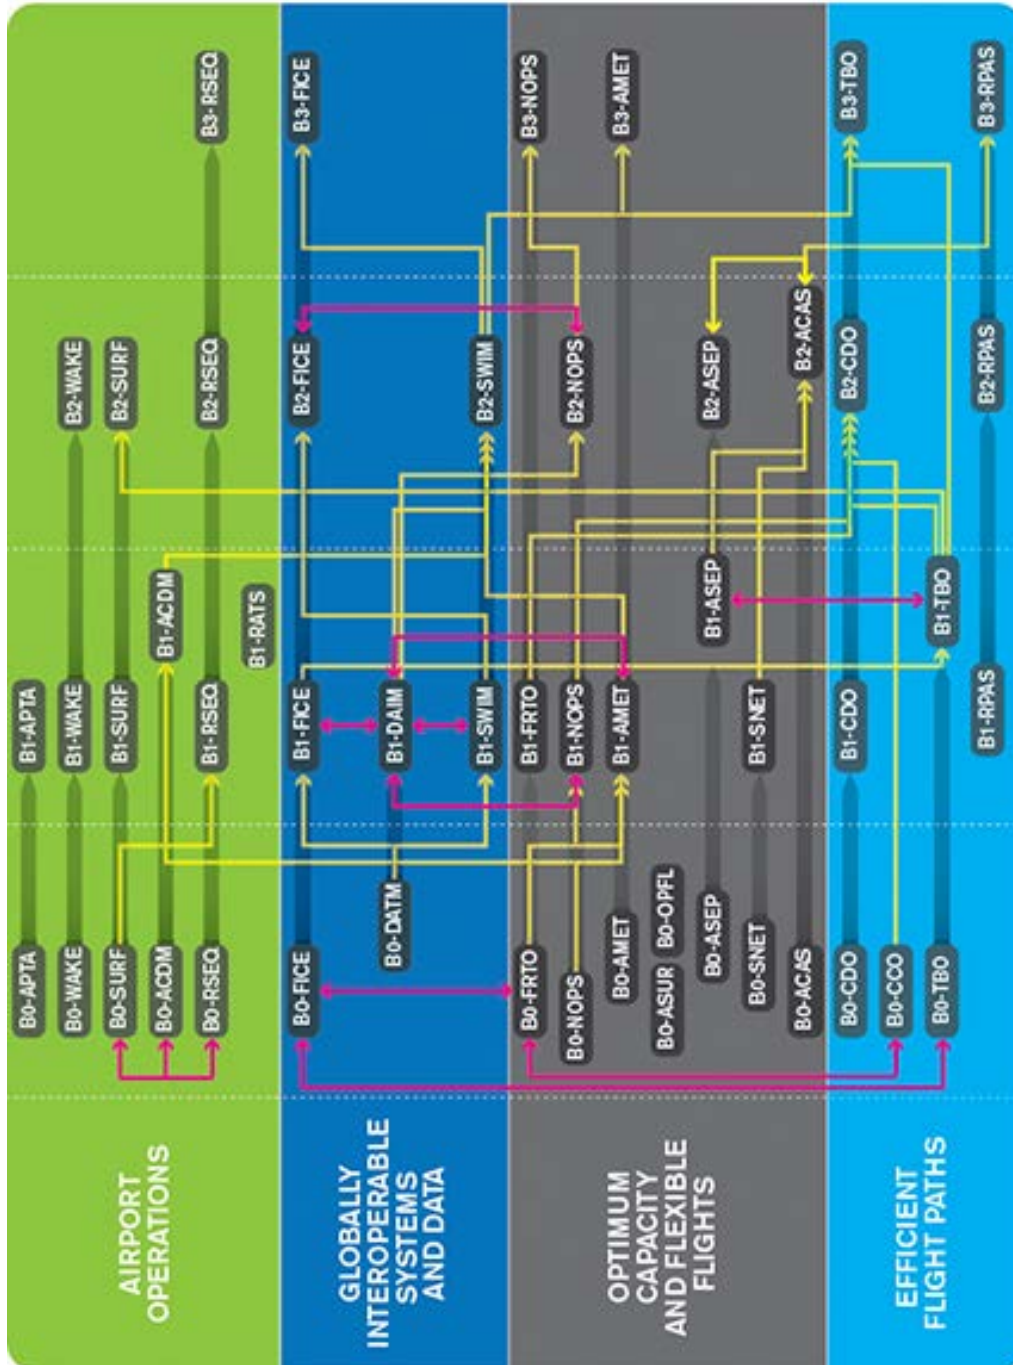 AIRPORT
OPERATIONS
B0-APTA
B1-APTA
B0-WAKE
B1-WAKE
B2-WAKE
B0-SURF
B1-SURF
B2-SURF
B0-ACDM
B1-ACDM
B0-RSEQ
B1-RSEQ
B2-RSEQ
B3-RSEQ
B1-RATS
GLOBALLY
INTEROPERABLE
SYSTEMS
AND DATA
B0-FICE
B1-FICE
B2-FICE
B3-FICE
B0-DATM
B1-DAIM
B1-SWIM
B2-SWIM
OPTIMUM
CAPACITY
AND FLEXIBLE
FLIGHTS
B0-FRTO
B1-FRTO
B3-NOPS
B0-NOPS
B1-NOPS
B2-NOPS
B0-AMET
B1-AMET
B3-AMET
B0-ASUR
B0-OPFL
B0-ASEP
B1-ASEP
B2-ASEP
B0-SNET
B1-SNET
B0-ACAS
B2-ACAS
EFFICIENT
FLIGHT PATHS
B0-CDO
B1-CDO
B2-CDO
B3-TBO
B0-CCO
B0-TBO
B1-TBO
B1-RPAS
B2-RPAS
B3-RPAS